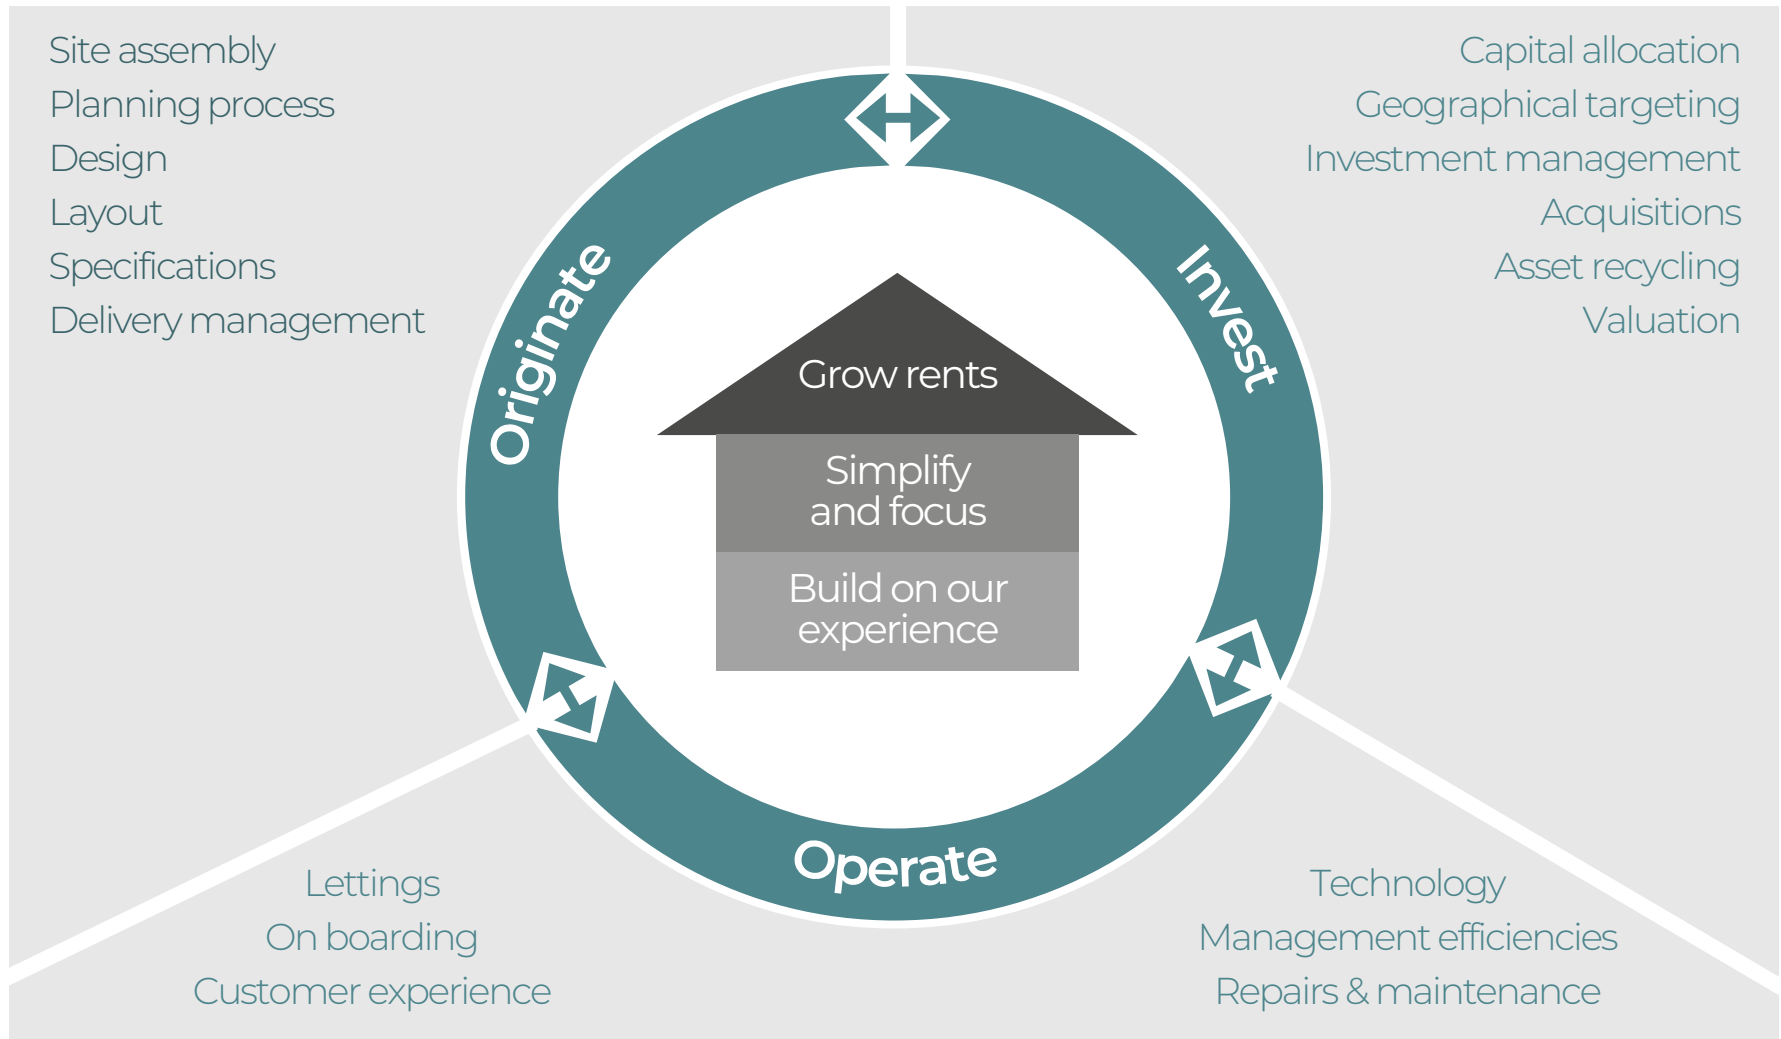 Site assembly
Planning process
Design
Layout
Specifications
Delivery management
Capital allocation
Geographical targeting
Investment management
Acquisitions
Asset recycling
Valuation
Originate
Invest
Grow rents
Simplify
and focus
Build on our
experience
Operate
Lettings
On boarding
Customer experience
Technology
Management efficiencies
Repairs & maintenance